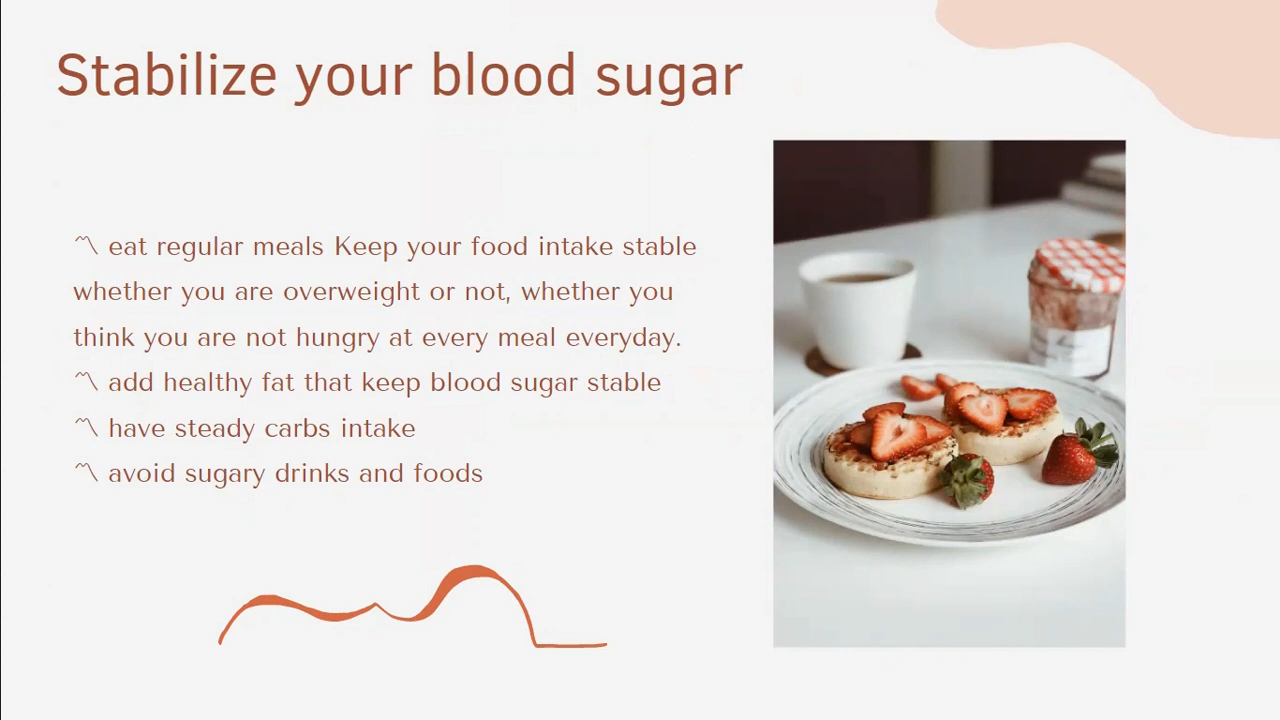 Stabilize your blood sugar
〽 eat regular meals Keep your food intake stable
whether you are overweight or not, whether you
think you are not hungry at every meal everyday.
〽 add healthy fat that keep blood sugar stable
〽 have steady carbs intake
〽 avoid sugary drinks and foods